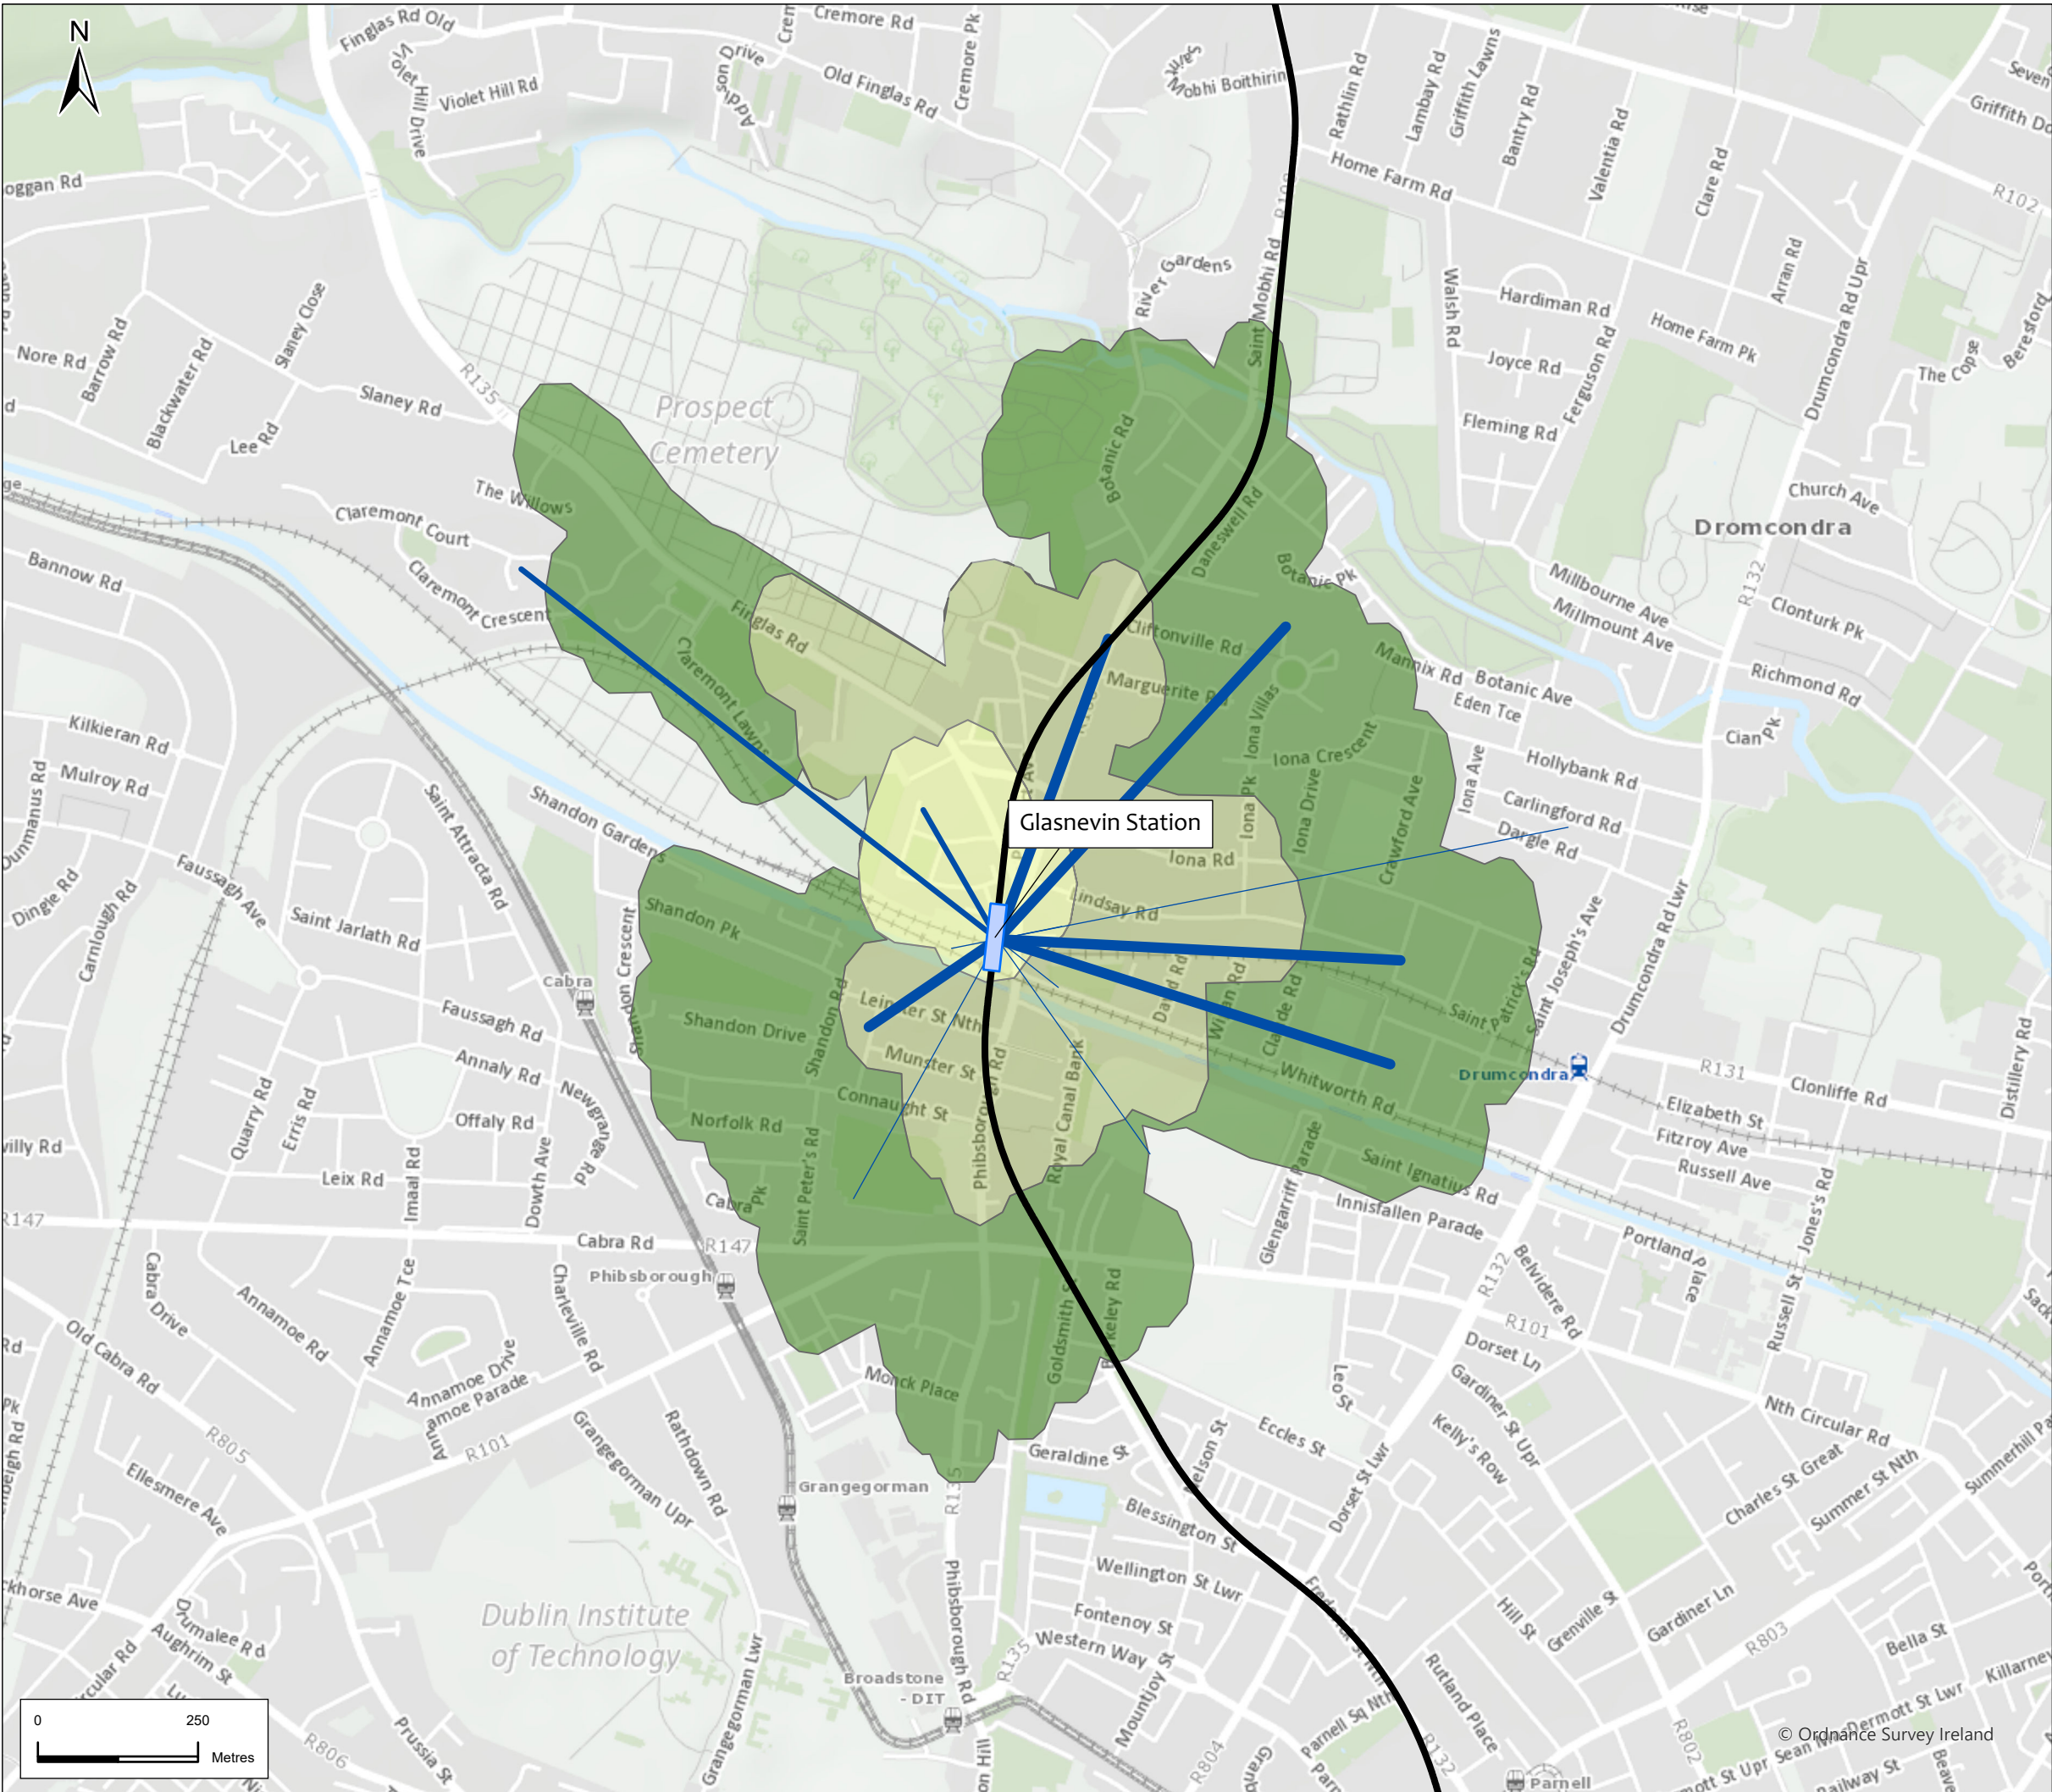 N
Finglas Rd Old
Cremore Rd
Cremore Pk
Violet Hill Drive
Violet Hill Rd
Old Finglas Rd
Mobhi Boithirin
Rathlin Rd
Lambay Rd
Griffith Lawns
Bantry Rd
Valentia Rd
Clare Rd
Home Farm Rd
R102
Arran Rd
Drumcondra Rd Upr
River Gardens
Saint Mobhi Rd
Walsh Rd
Hardiman Rd
Joyce Rd
Ferguson Rd
Home Farm Pk
Fleming Rd
The Copse
Beresford
Nore Rd
Barrow Rd
Blackwater Rd
Slaney Close
Slaney Rd
Lee Rd
R135
Prospect
Cemetery
Botanic Rd
Daneswell Rd
Botanic Pk
Church Ave
Dromcondra
The Willows
Claremont Court
Claremont
Crescent
Bannow Rd
Finglas Rd
Claremont Lawns
Cliftonville Rd
Marguerite Rd
Iona Villas
Iona Crescent
Mannix Rd
Botanic Ave
Eden Tce
Millbourne Ave
Millmount Ave
R132
Clonturk Pk
Richmond Rd
Cian Pk
Hollybank Rd
Iona Ave
Carlingford Rd
Dargle Rd
Kilkieran Rd
Mulroy Rd
Dunmanus Rd
Saint Attracta Rd
Shandon Gardens
Glasnevin Station
Iona Pk
Iona Drive
Iona Rd
Crawford Ave
Lindsay Rd
Faussagh Ave
Dingle Rd
Carnlough Rd
Saint Jarlath Rd
Shandon Pk
Cabra
Faussagh Rd
Shandon Drive
Shandon Rd
Munster St
Connaught St
David Rd
Saint Patrick's Rd
Saint Joseph's Ave
Drumcondra Rd Lwr
Whitworth Rd
Drumcondra
R131
Clonliffe Rd
Distillery Rd
Annaly Rd
Newgrange Rd
Offaly Rd
Quarry Rd
Erris Rd
Leix Rd
Imaal Rd
Dowth Ave
Norfolk Rd
Saint Peter's Rd
Cabra Pk
Phibsborough Rd
Royal Canal Bank
Glengarriff Parade
Saint Ignatius Rd
Innisfallen Parade
Elizabeth St
Fitzroy Ave
Russell Ave
Jones's Rd
R147
Cabra Rd
R147
Phibsborough
Cabra Drive
Annamoe Rd
Annamoe Tce
Charleville Rd
Old Cabra Rd
Annamoe Drive
R132
Belvidere Rd
Portland Place
Russell St
R101
Dorset Ln
Monck Place
Leo St
Gardiner St Upr
Nth Circular Rd
R805
R101
Grangegorman Upr
Rathdown Rd
Geraldine St
Nelson St
Eccles St
Kelly's Row
Dorset St Lwr
Charles St Great
Summer St Nth
Ellesmere Ave
Grangegorman
Blessington St
Wellington St Lwr
Fontenoy St
Western Way
Mountjoy St
R135
Hill St
Grenville St
Gardiner Ln
R803
Bella St
Drumalee Rd
Aughrim St
Dublin Institute
of Technology
Phibsborough Rd
Grangegorman Lwr
Broadstone
- DIT
Rutland Place
Parnell Sq Nth
R132
R804
R802
Prussia St
R806
Parnell
0
250
Metres
© Ordnance Survey Ireland